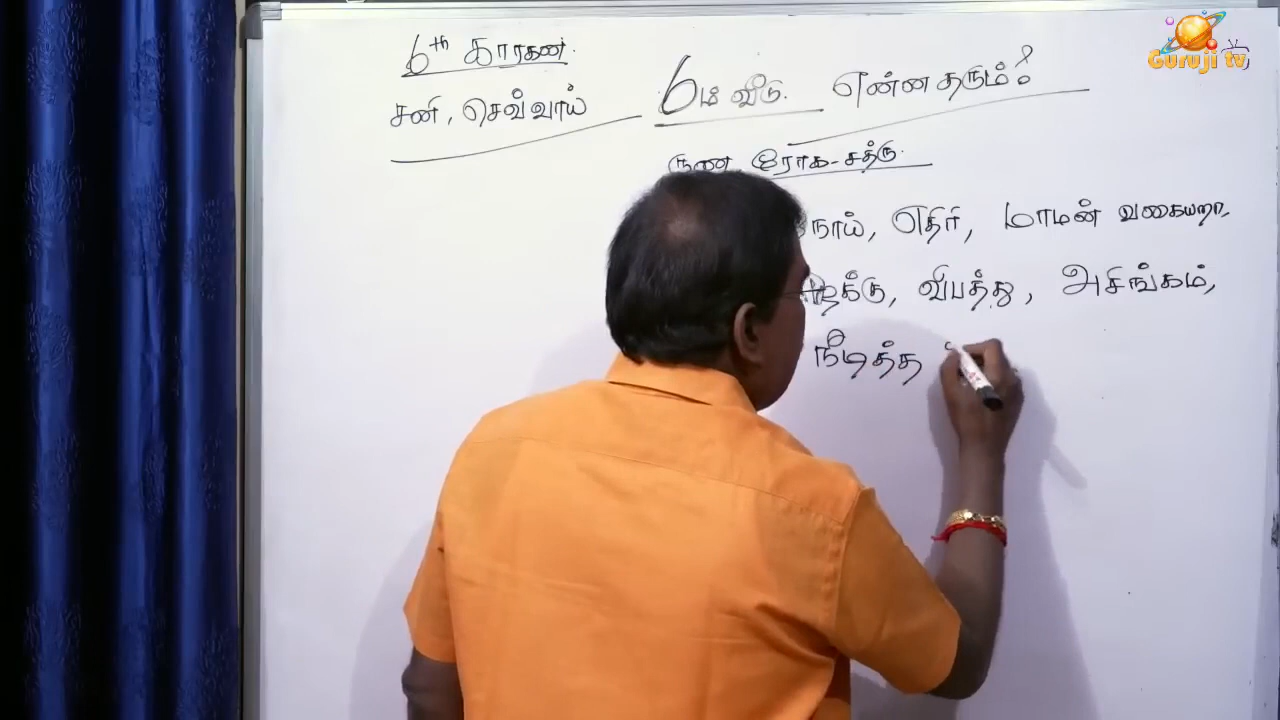 6th காரகன்.
சனி, செவ்வாய்
6ம் வீடு. என்ன தரும்?
ருண ரோக-சத்ரு.
நோய், எதிரி, மாமன் வகையறா,
விபத்து, அசிங்கம்,
நீடித்த
Guruji tv